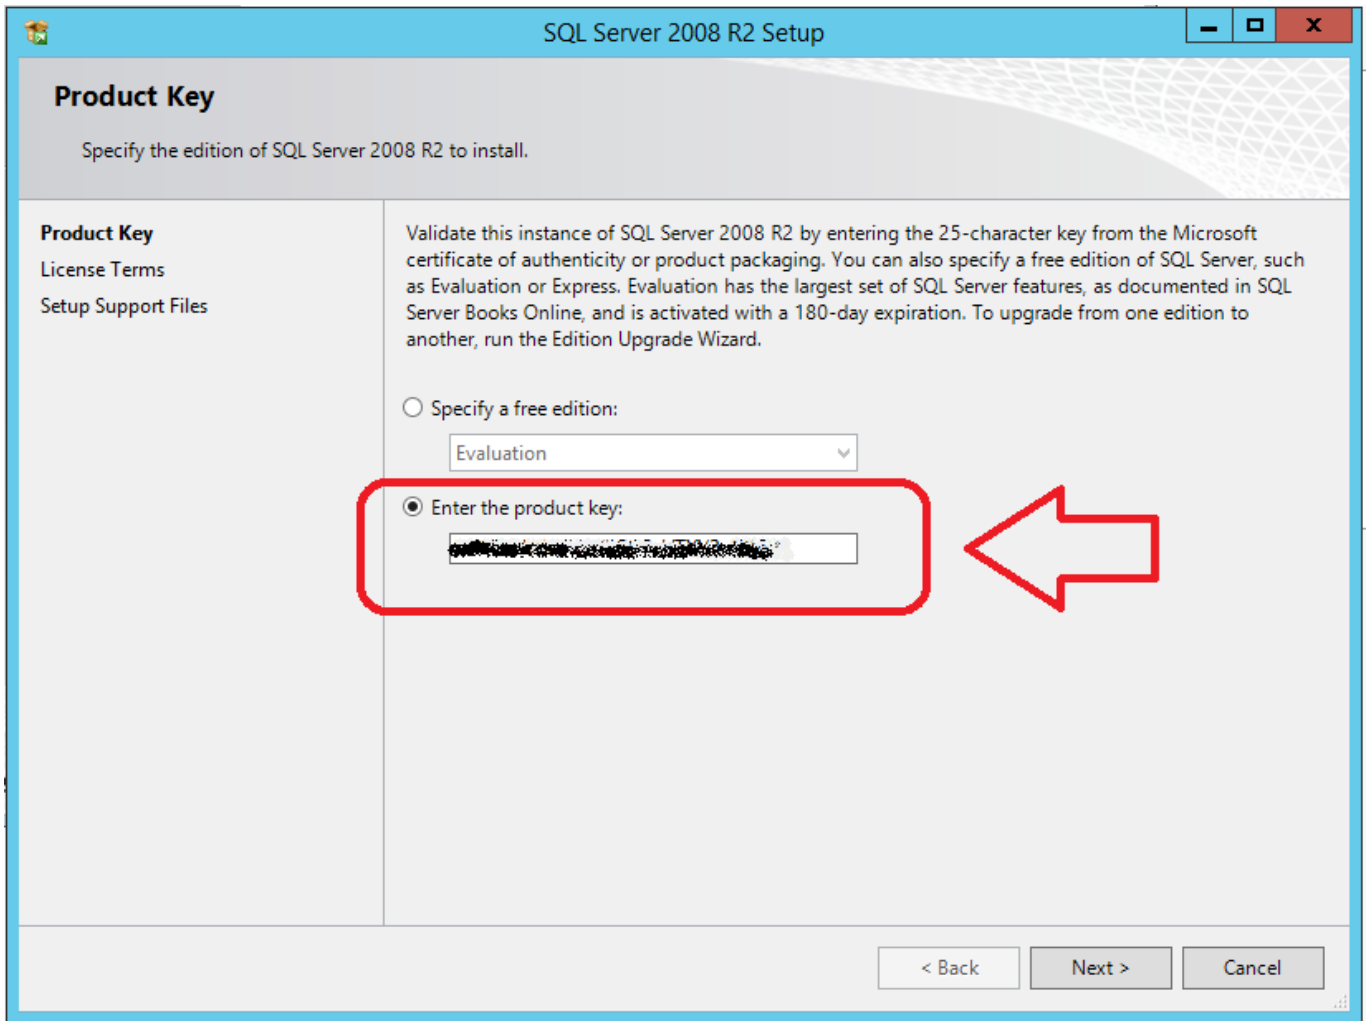 SQL Server 2008 R2 Setup
Product Key
Specify the edition of SQL Server 2008 R2 to install.
Product Key
License Terms
Setup Support Files
Validate this instance of SQL Server 2008 R2 by entering the 25-character key from the Microsoft
certificate of authenticity or product packaging. You can also specify a free edition of SQL Server, such
as Evaluation or Express. Evaluation has the largest set of SQL Server features, as documented in SQL
Server Books Online, and is activated with a 180-day expiration. To upgrade from one edition to
another, run the Edition Upgrade Wizard.
Specify a free edition:
Evaluation
Enter the product key:
< Back
Next >
Cancel